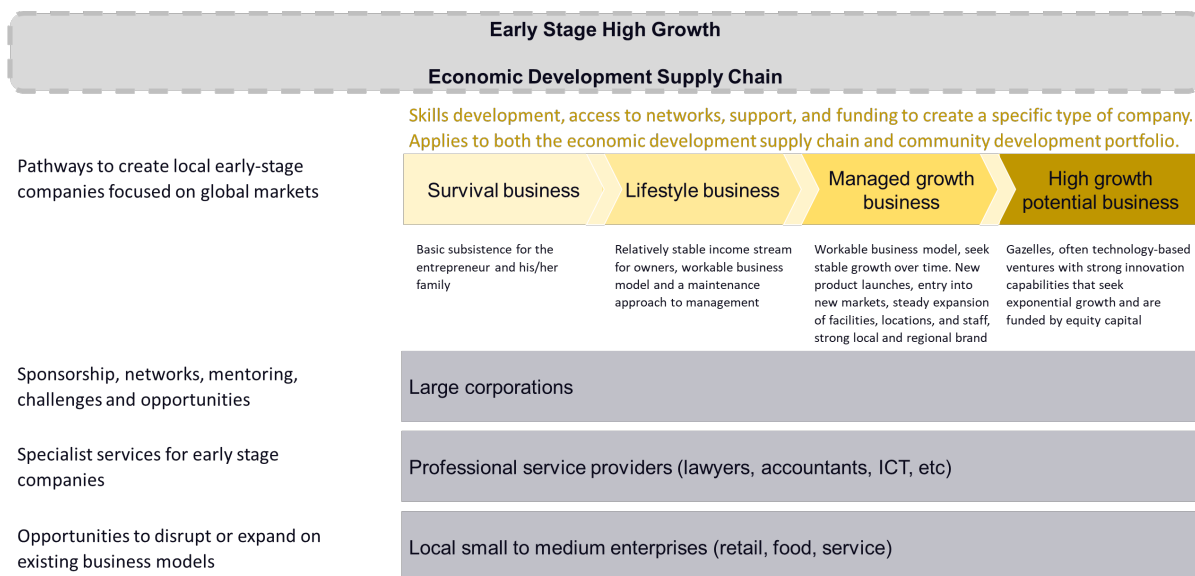 Early Stage High Growth
Economic Development Supply Chain
Skills development, access to networks, support, and funding to create a specific type of company.
Applies to both the economic development supply chain and community development portfolio.
Pathways to create local early-stage
companies focused on global markets
Survival business
Lifestyle business
Managed growth
business
High growth
potential business
Basic subsistence for the
entrepreneur and his/her
family
Relatively stable income stream
for owners, workable business
model and a maintenance
approach to management
Workable business model, seek
stable growth over time. New
product launches, entry into
new markets, steady expansion
of facilities, locations, and staff,
strong local and regional brand
Gazelles, often technology-based
ventures with strong innovation
capabilities that seek
exponential growth and are
funded by equity capital
Sponsorship, networks, mentoring,
challenges and opportunities
Large corporations
Specialist services for early stage
companies
Professional service providers (lawyers, accountants, ICT, etc)
Opportunities to disrupt or expand on
existing business models
Local small to medium enterprises (retail, food, service)